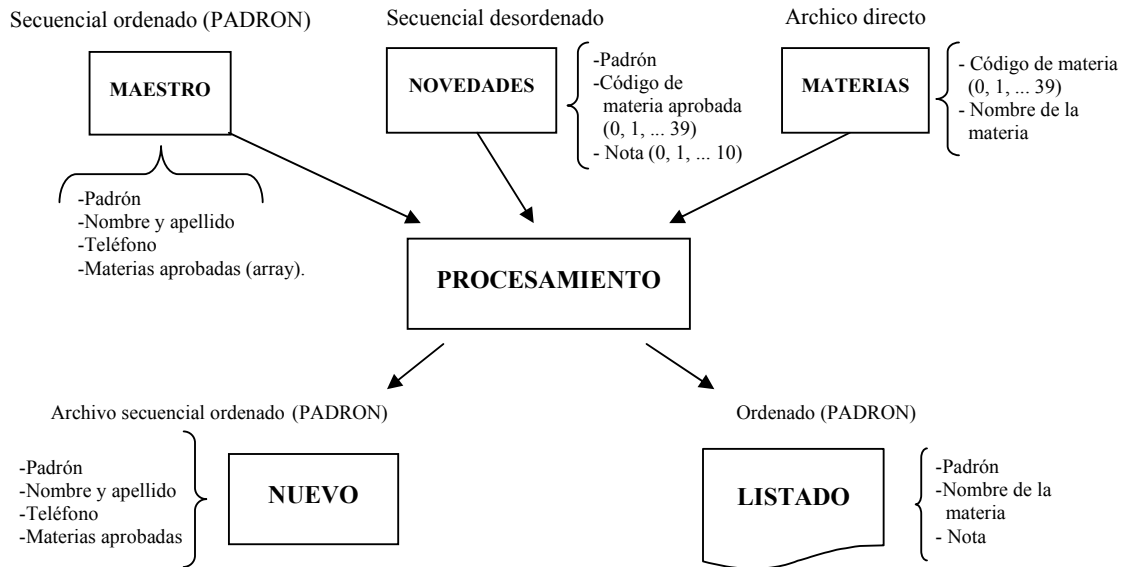 Secuencial ordenado (PADRON)
Secuencial desordenado
Archico directo
MAESTRO
NOVEDADES
-Padrón
-Código de
materia aprobada
(0, 1, ... 39)
- Nota (0, 1, ... 10)
MATERIAS
- Código de materia
(0, 1, ... 39)
- Nombre de la
materia
-Padrón
-Nombre y apellido
-Teléfono
-Materias aprobadas (array).
PROCESAMIENTO
Archivo secuencial ordenado (PADRON)
Ordenado (PADRON)
-Padrón
-Nombre y apellido
-Teléfono
-Materias aprobadas
NUEVO
LISTADO
-Padrón
-Nombre de la
materia
- Nota